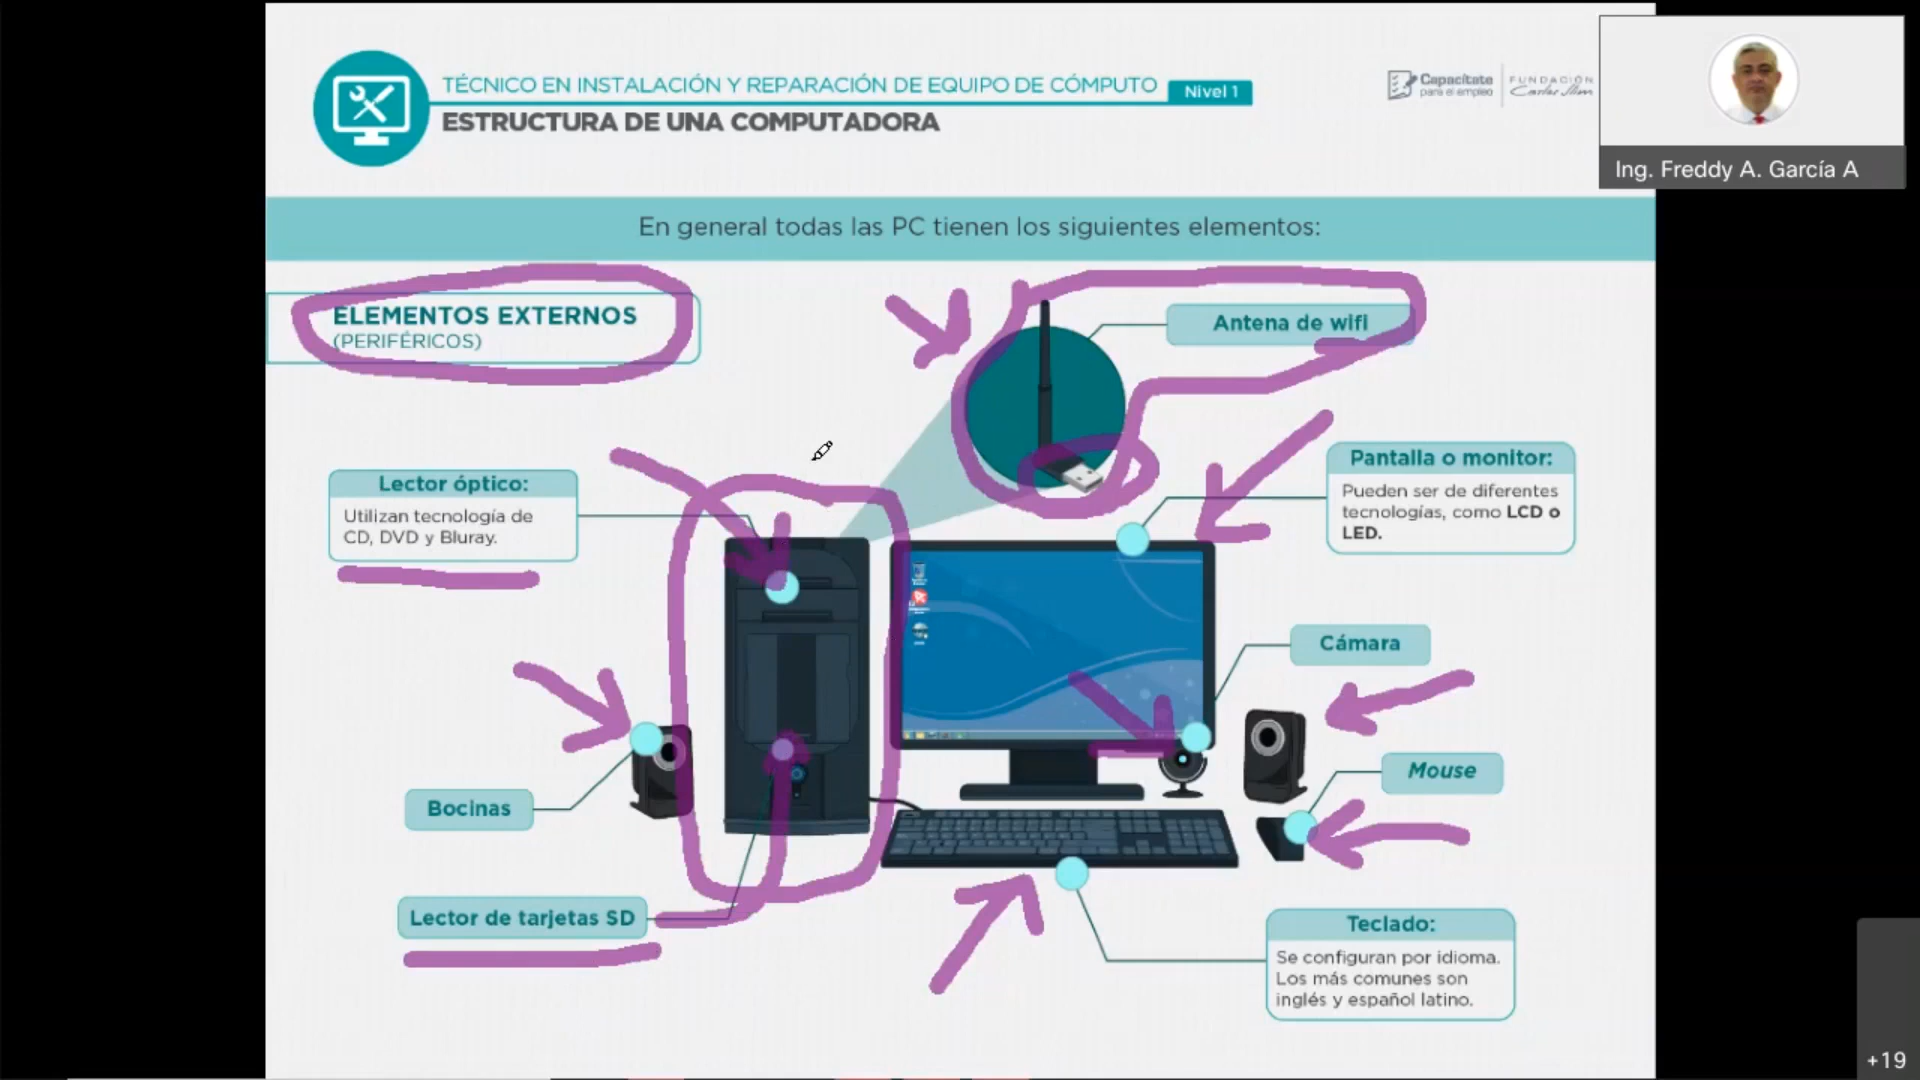 TÉCNICO EN INSTALACIÓN Y REPARACIÓN DE EQUIPO DE CÓMPUTO
Nivel 1
ESTRUCTURA DE UNA COMPUTADORA
Capacítate
para el empleo
FUNDACIÓN
Carlos Slim
Ing. Freddy A. García A
En general todas las PC tienen los siguientes elementos:
ELEMENTOS EXTERNOS
(PERIFÉRICOS)
Antena de wifi
Lector óptico:
Utilizan tecnología de
CD, DVD y Bluray.
Pantalla o monitor:
Pueden ser de diferentes
tecnologías, como LCD o
LED.
Cámara
Bocinas
Mouse
Lector de tarjetas SD
Teclado:
Se configuran por idioma.
Los más comunes son
inglés y español latino.
+19